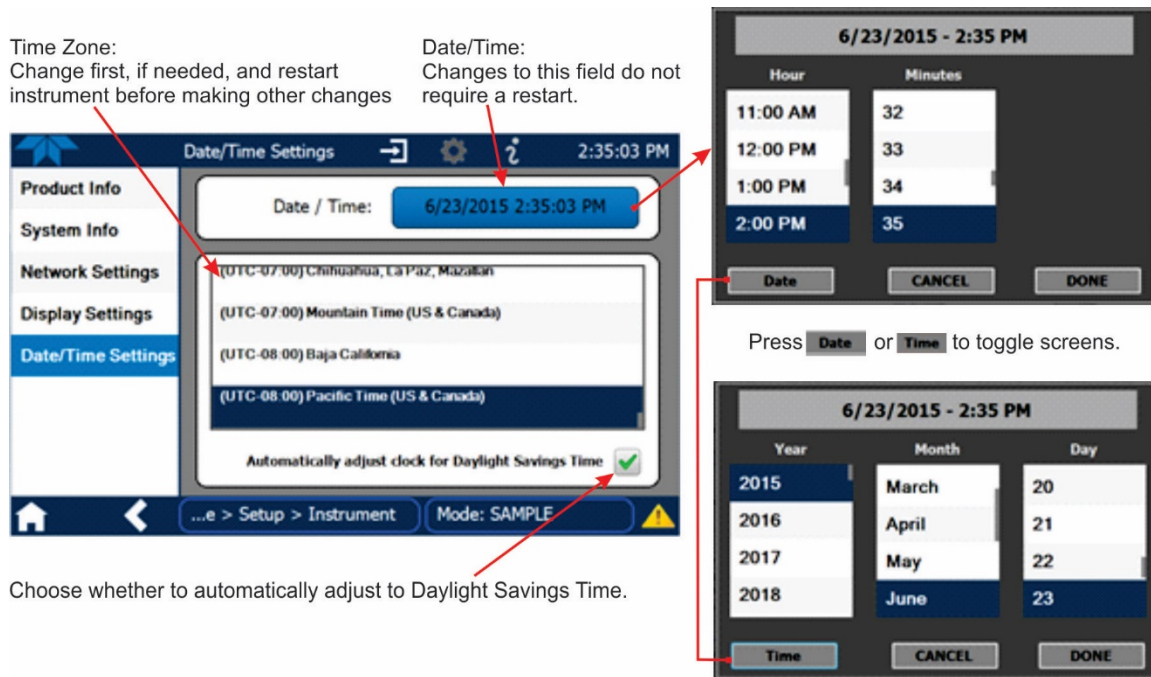 Time Zone:
Change first, if needed, and restart
instrument before making other changes
Date/Time:
Changes to this field do not
require a restart.
Date/Time Settings
2:35:03 PM
Product Info
System Info
Network Settings
Display Settings
Date/Time Settings
Date / Time:
6/23/2015 2:35:03 PM
(UTC-07:00) Chihuahua, La Paz, Mazatlan
(UTC-07:00) Mountain Time (US & Canada)
(UTC-08:00) Baja California
(UTC-08:00) Pacific Time (US & Canada)
Automatically adjust clock for Daylight Savings Time
...e > Setup > Instrument
Mode: SAMPLE
Choose whether to automatically adjust to Daylight Savings Time.
6/23/2015 - 2:35 PM
Hour Minutes
11:00 AM 32
12:00 PM 33
1:00 PM 34
2:00 PM 35
Date CANCEL DONE
Press Date or Time to toggle screens.
6/23/2015 - 2:35 PM
Year Month Day
2015 March 20
2016 April 21
2017 May 22
2018 June 23
Time CANCEL DONE